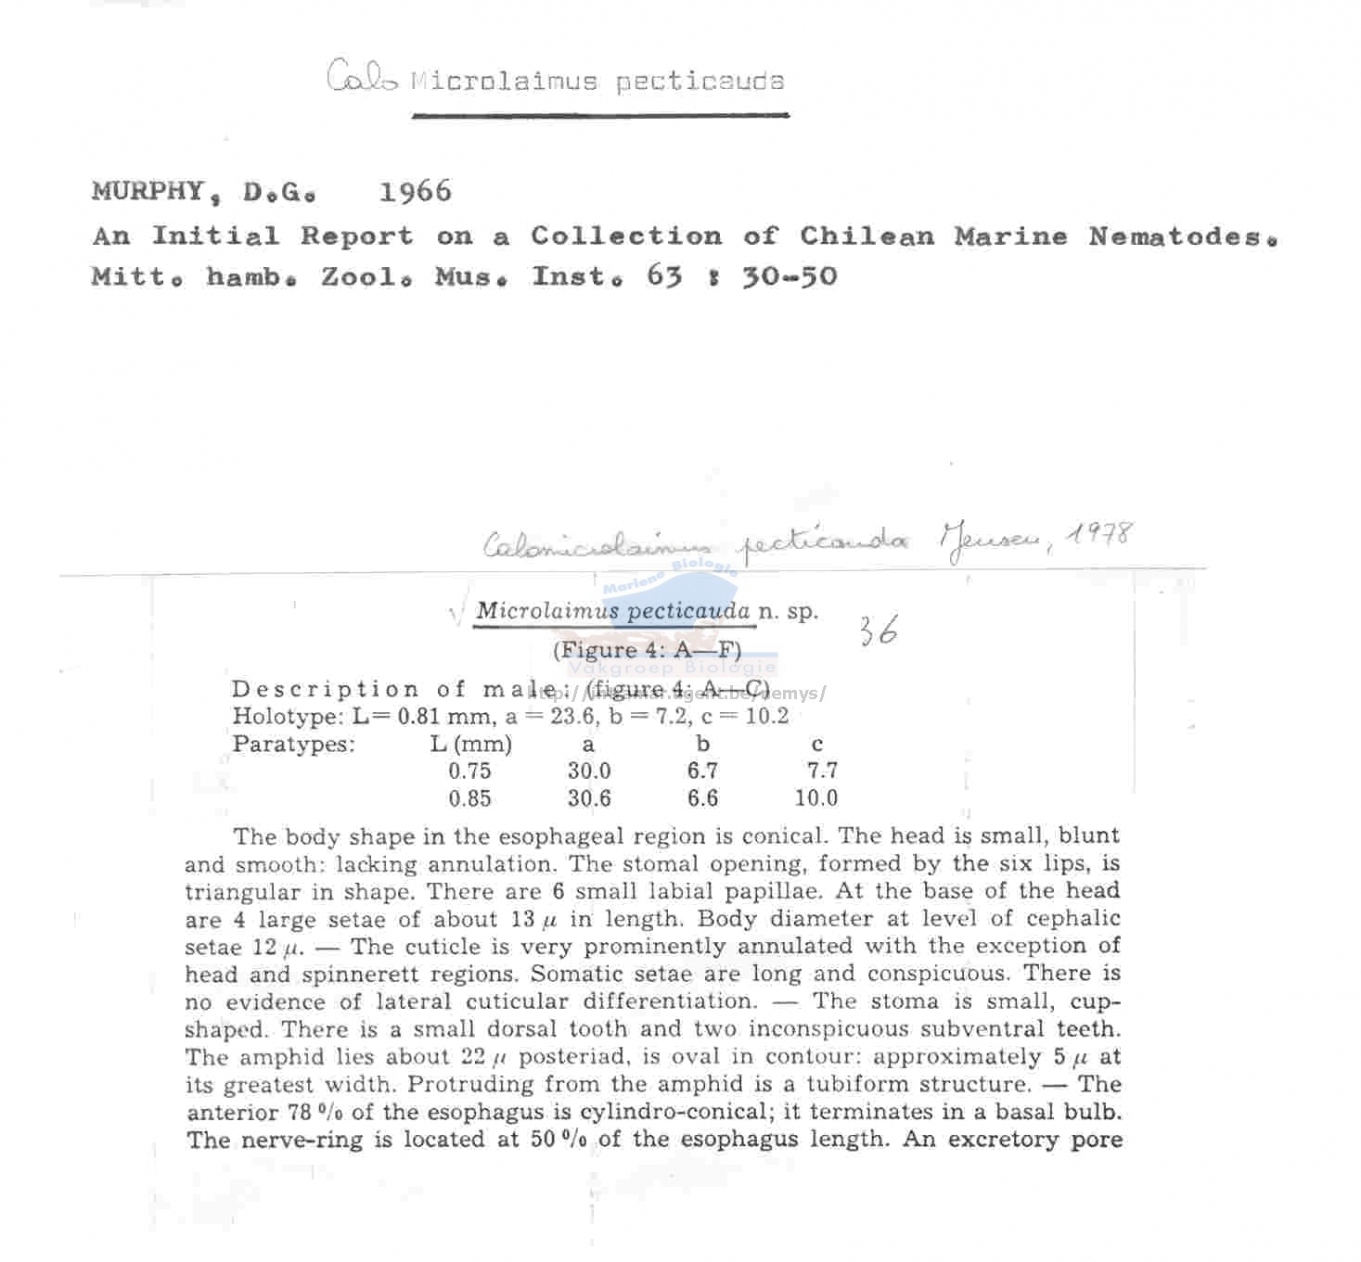 Calo Microlaimus pecticauda
MURPHY, D.G. 1966
An Initial Report on a Collection of Chilean Marine Nematodes.
Mitt. hamb. Zool. Mus. Inst. 63 : 30-50
Calomicrolaimus pecticauda Jensen, 1978
Mariene Biologie
Microlaimus pecticauda n. sp.
36
(Figure 4: A—F)
Vakgroep Biologie
Description of male: (figure 4: A—C)
Holotype: L= 0.81 mm, a = 23.6, b = 7.2, c = 10.2
Paratypes: L (mm) a b c
0.75 30.0 6.7 7.7
0.85 30.6 6.6 10.0
The body shape in the esophageal region is conical. The head is small, blunt
and smooth: lacking annulation. The stomal opening, formed by the six lips, is
triangular in shape. There are 6 small labial papillae. At the base of the head
are 4 large setae of about 13 μ in length. Body diameter at level of cephalic
setae 12 μ. — The cuticle is very prominently annulated with the exception of
head and spinnerett regions. Somatic setae are long and conspicuous. There is
no evidence of lateral cuticular differentiation. — The stoma is small, cup-
shaped. There is a small dorsal tooth and two inconspicuous subventral teeth.
The amphid lies about 22 μ posteriad, is oval in contour: approximately 5 μ at
its greatest width. Protruding from the amphid is a tubiform structure. — The
anterior 78 % of the esophagus is cylindro-conical; it terminates in a basal bulb.
The nerve-ring is located at 50 % of the esophagus length. An excretory pore